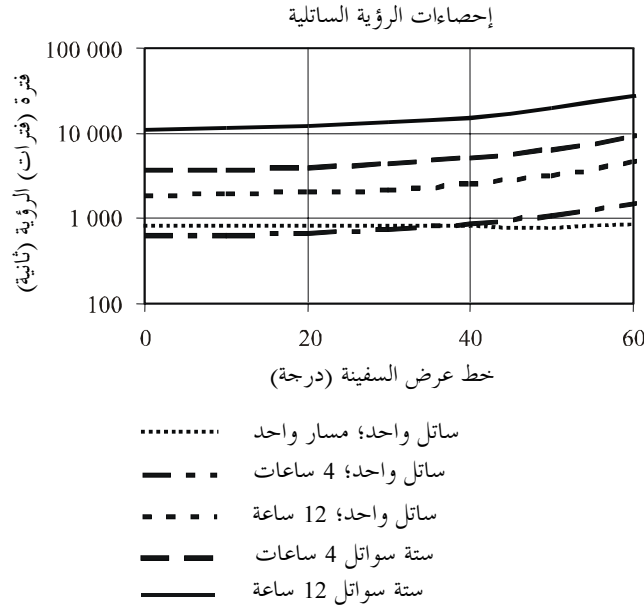 إحصاءات الرؤية الساتلية
فترة (فترات) الرؤية (ثانية)
100 000
10 000
1 000
100
0 20 40 60
خط عرض السفينة (درجة)
ساتل واحد؛ مسار واحد
ساتل واحد؛ 4 ساعات
ساتل واحد؛ 12 ساعة
ستة سواتل 4 ساعات
ستة سواتل 12 ساعة